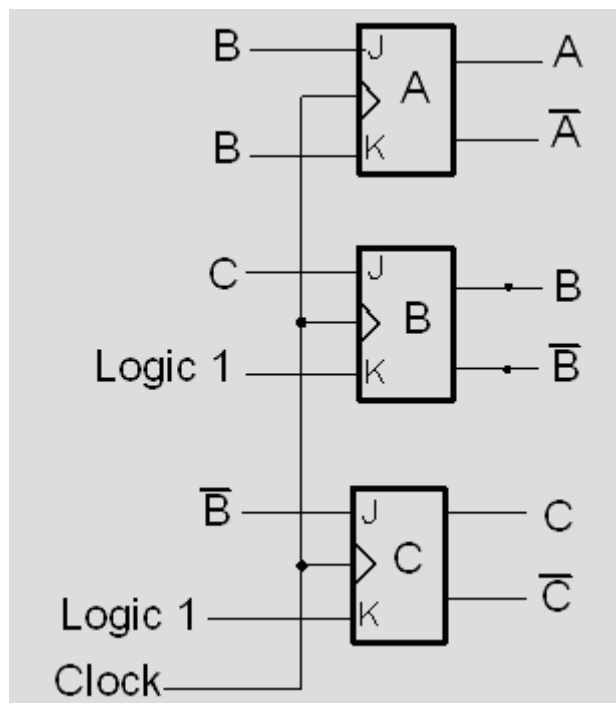 B J A A
A̅
B K
C J B B
Logic 1 K B̅
B̅ J C C
C̅
Logic 1 K
Clock